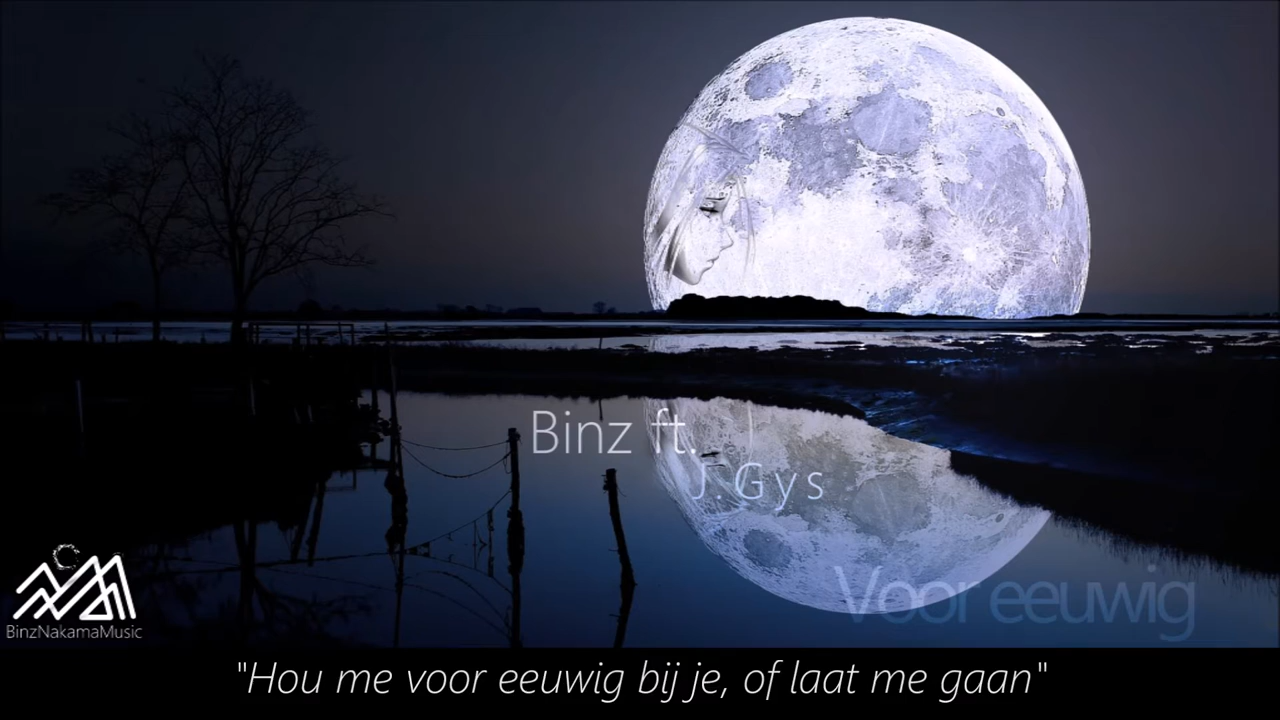 Binz ft.
J. Gys
Voor eeuwig
BinzNakamaMusic
"Hou me voor eeuwig bij je, of laat me gaan"